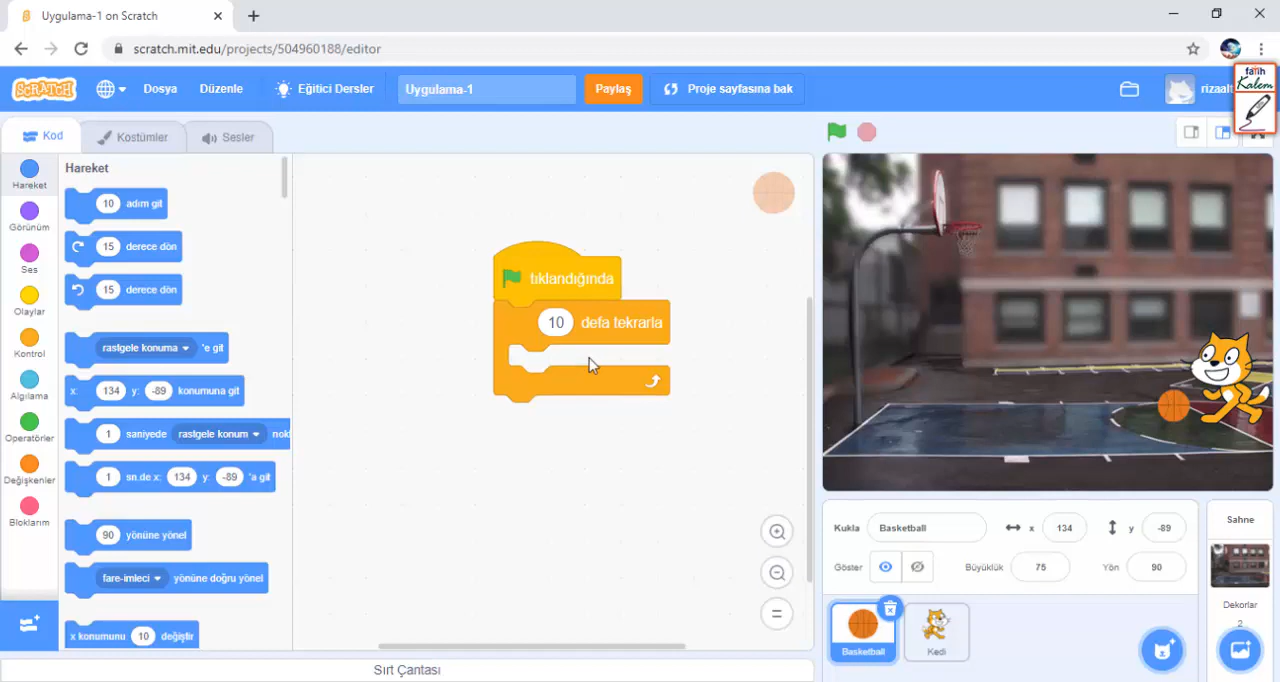 Uygulama-1 on Scratch
scratch.mit.edu/projects/504960188/editor
SCRATCH
Dosya
Düzenle
Eğitici Dersler
Uygulama-1
Paylaş
Proje sayfasına bak
rizaalt
fatih
Kalem
Kod
Kostümler
Sesler
Hareket
Görünüm
Ses
Olaylar
Kontrol
Algılama
Operatörler
Değişkenler
Bloklarım
Hareket
10 adım git
15 derece dön
15 derece dön
rastgele konuma 'e git
x: 134 y: -89 konumuna git
1 saniyede rastgele konum nokt
1 sn.de x: 134 y: -89 'a git
90 yönüne yönel
fare-imleci yönüne doğru yönel
x konumunu 10 değiştir
tıklandığında
10 defa tekrarla
Sırt Çantası
Kukla Basketball x 134 y -89
Göster Büyüklük 75 Yön 90
Basketball
Kedi
Sahne
Dekorlar
2